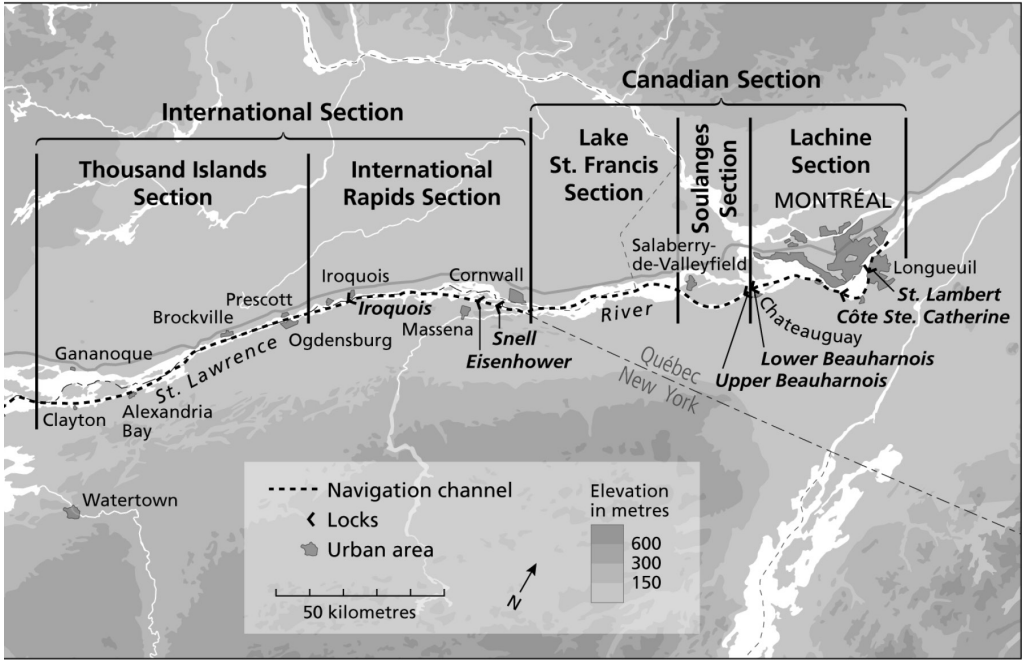 Canadian Section
International Section
Thousand Islands
Section
International
Rapids Section
Lake
St. Francis
Section
Soulanges
Section
Lachine
Section
MONTRÉAL
Salaberry-
de-Valleyfield
Longueuil
St. Lambert
Côte Ste. Catherine
Chateauguay
Lower Beauharnois
Upper Beauharnois
Iroquois
Iroquois
Cornwall
Prescott
Brockville
Ogdensburg
Massena
Snell
Eisenhower
River
Gananoque
St. Lawrence
Clayton
Alexandria
Bay
Québec
New York
Watertown
Navigation channel
Locks
Urban area
50 kilometres
N
Elevation
in metres
600
300
150